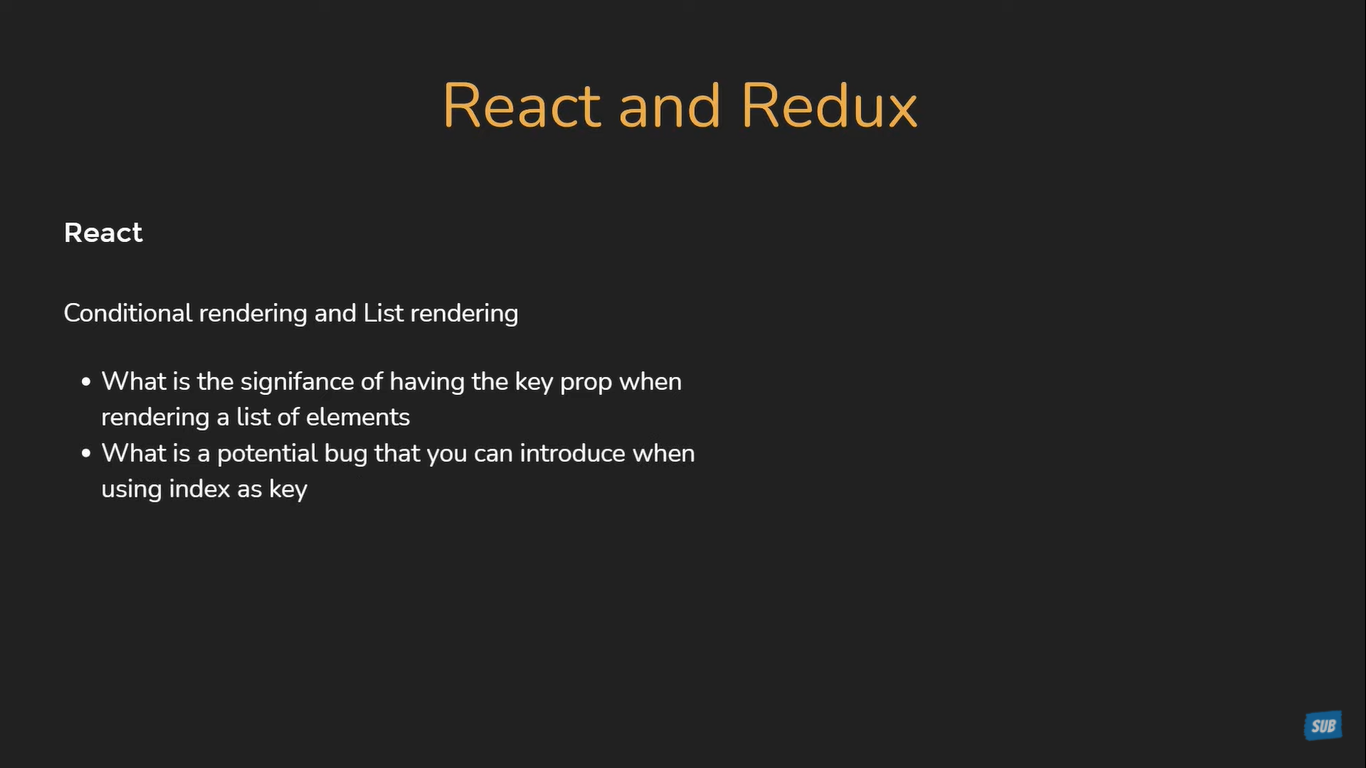 React and Redux
React
Conditional rendering and List rendering
• What is the signifance of having the key prop when
rendering a list of elements
• What is a potential bug that you can introduce when
using index as key
SUB